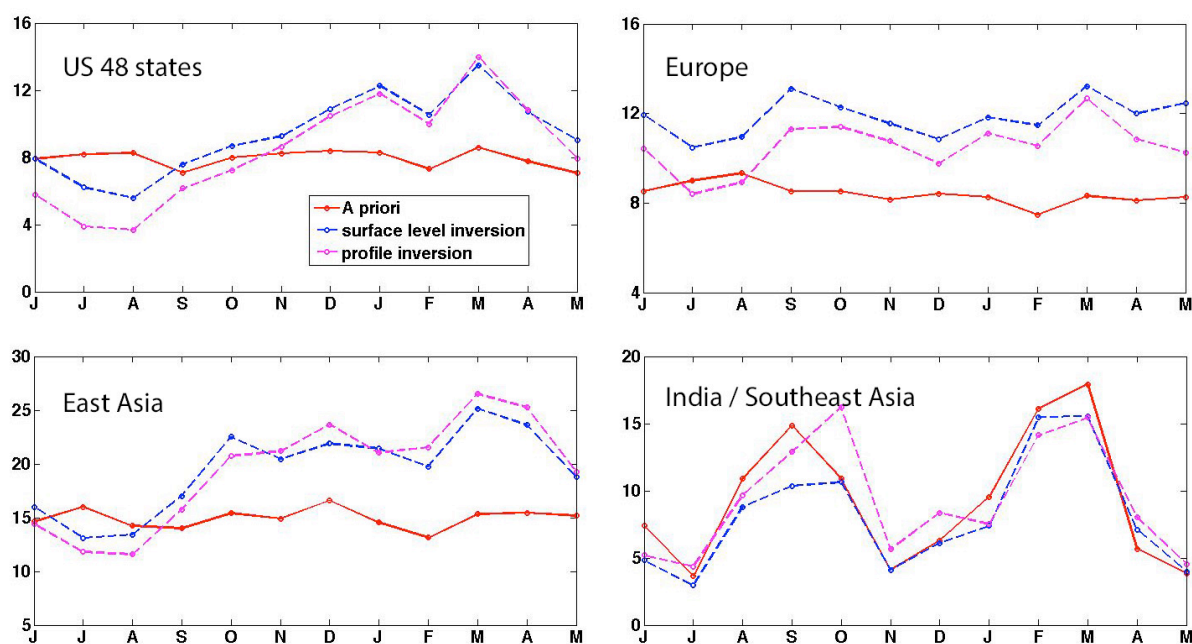 US 48 states
16
12
8
4
0
A priori
surface level inversion
profile inversion
J J A S O N D J F M A M
Europe
16
12
8
4
J J A S O N D J F M A M
East Asia
30
25
20
15
10
5
J J A S O N D J F M A M
India / Southeast Asia
20
15
10
5
0
J J A S O N D J F M A M